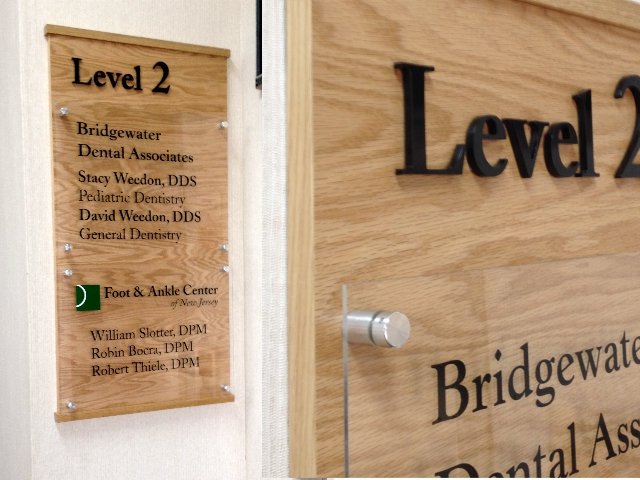 Level 2
Bridgewater
Dental Associates
Stacy Weedon, DDS
Pediatric Dentistry
David Weedon, DDS
General Dentistry
Foot & Ankle Center
of New Jersey
William Slotter, DPM
Robin Bocra, DPM
Robert Thiele, DPM
Level 2
Bridgewate
Dental Ass